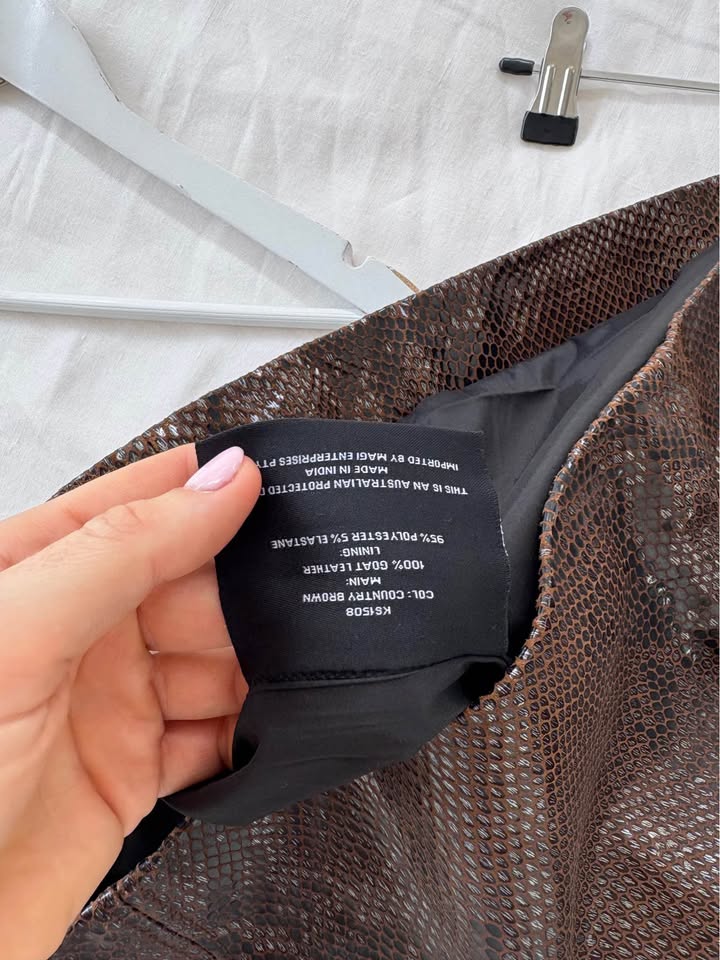 KS1508
COL: COUNTRY BROWN
MAIN:
100% GOAT LEATHER
LINING:
95% POLYESTER 5% ELASTANE
THIS IS AN AUSTRALIAN PROTECTED D
MADE IN INDIA
IMPORTED BY MAGI ENTERPRISES PTY